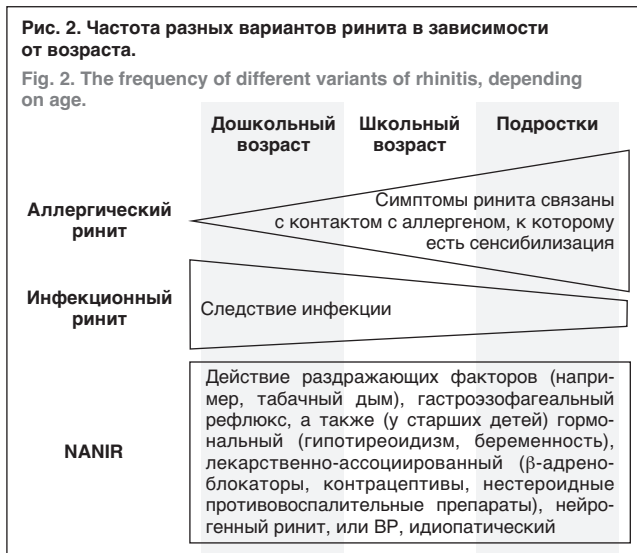 Рис. 2. Частота разных вариантов ринита в зависимости
от возраста.
Fig. 2. The frequency of different variants of rhinitis, depending
on age.
Дошкольный
возраст
Школьный
возраст
Подростки
Аллергический
ринит
Симптомы ринита связаны
с контактом с аллергеном, к которому
есть сенсибилизация
Инфекционный
ринит
Следствие инфекции
NANIR
Действие раздражающих факторов (напри-
мер, табачный дым), гастроэзофагеальный
рефлюкс, а также (у старших детей) гормо-
нальный (гипотиреоидизм, беременность),
лекарственно-ассоциированный (β-адрено-
блокаторы, контрацептивы, нестероидные
противовоспалительные препараты), нейро-
генный ринит, или ВР, идиопатический